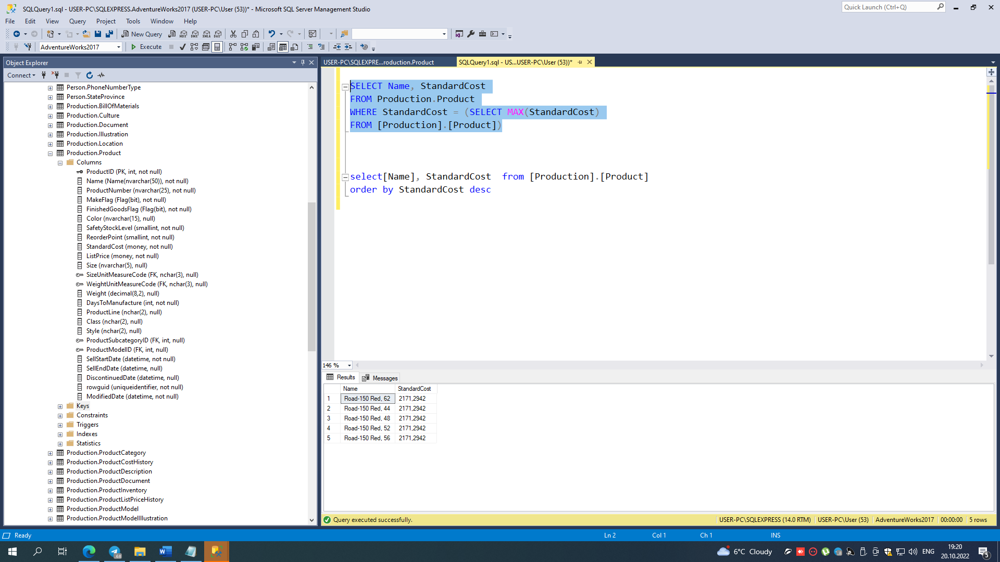 SQLQuery1.sql - USER-PC\SQLEXPRESS.AdventureWorks2017 (USER-PC\User (53))* - Microsoft SQL Server Management Studio
Quick Launch (Ctrl+Q)
File Edit View Query Project Tools Window Help
New Query
MDX DMX XMLA DAX
AdventureWorks2017
Execute
Object Explorer
Connect
Person.PhoneNumberType
Person.StateProvince
Production.BillOfMaterials
Production.Culture
Production.Document
Production.Illustration
Production.Location
Production.Product
Columns
ProductID (PK, int, not null)
Name (Name(nvarchar(50)), not null)
ProductNumber (nvarchar(25), not null)
MakeFlag (Flag(bit), not null)
FinishedGoodsFlag (Flag(bit), not null)
Color (nvarchar(15), null)
SafetyStockLevel (smallint, not null)
ReorderPoint (smallint, not null)
StandardCost (money, not null)
ListPrice (money, not null)
Size (nvarchar(5), null)
SizeUnitMeasureCode (FK, nchar(3), null)
WeightUnitMeasureCode (FK, nchar(3), null)
Weight (decimal(8,2), null)
DaysToManufacture (int, not null)
ProductLine (nchar(2), null)
Class (nchar(2), null)
Style (nchar(2), null)
ProductSubcategoryID (FK, int, null)
ProductModelID (FK, int, null)
SellStartDate (datetime, not null)
SellEndDate (datetime, null)
DiscontinuedDate (datetime, null)
rowguid (uniqueidentifier, not null)
ModifiedDate (datetime, not null)
Keys
Constraints
Triggers
Indexes
Statistics
Production.ProductCategory
Production.ProductCostHistory
Production.ProductDescription
Production.ProductDocument
Production.ProductInventory
Production.ProductListPriceHistory
Production.ProductModel
Production.ProductModelIllustration
USER-PC\SQLEXPRE...roduction.Product
SQLQuery1.sql - US...USER-PC\User (53))*
SELECT Name, StandardCost
FROM Production.Product
WHERE StandardCost = (SELECT MAX(StandardCost)
FROM [Production].[Product])
select[Name], StandardCost  from [Production].[Product]
order by StandardCost desc
146 %
Results Messages
Name StandardCost
1 Road-150 Red, 62 2171,2942
2 Road-150 Red, 44 2171,2942
3 Road-150 Red, 48 2171,2942
4 Road-150 Red, 52 2171,2942
5 Road-150 Red, 56 2171,2942
Query executed successfully.
USER-PC\SQLEXPRESS (14.0 RTM) USER-PC\User (53) AdventureWorks2017 00:00:00 5 rows
Ready
Ln 2 Col 1 Ch 1 INS
.68
6°C Cloudy
ENG
19:20
20.10.2022
5